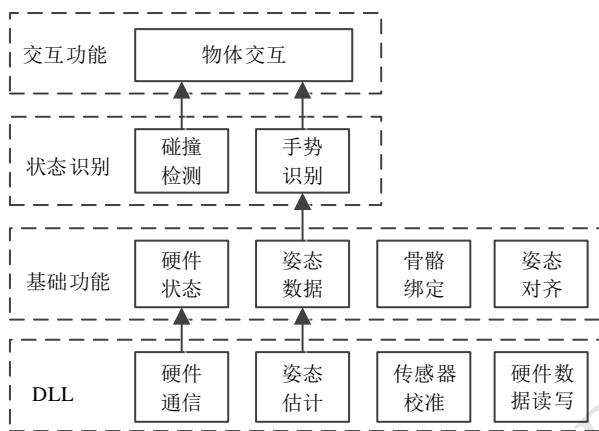 交互功能
物体交互
状态识别
碰撞
检测
手势
识别
基础功能
硬件
状态
姿态
数据
骨骼
绑定
姿态
对齐
DLL
硬件
通信
姿态
估计
传感器
校准
硬件数
据读写